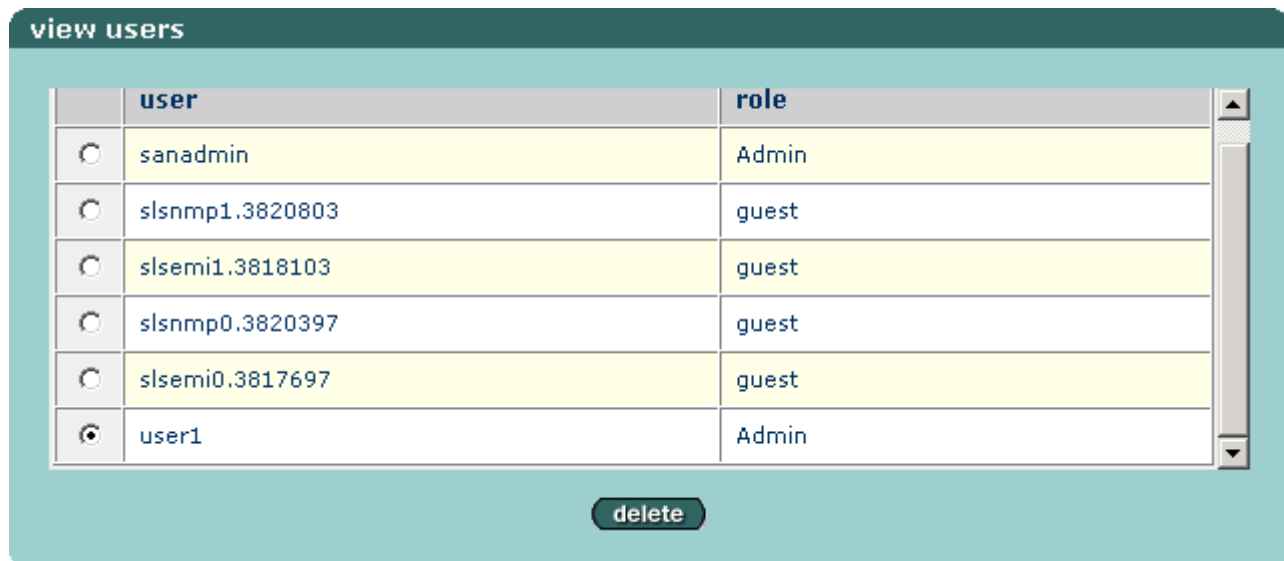 view users
user role
sanadmin Admin
slsnmp1.3820803 guest
slsemi1.3818103 guest
slsnmp0.3820397 guest
slsemi0.3817697 guest
user1 Admin
delete